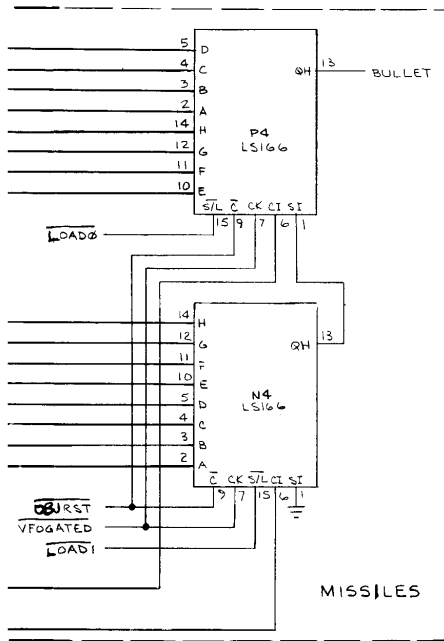 5 D
4 C
3 B
2 A
14 H
12 G
11 F
10 E
QH 13 BULLET
P4
LS166
S/L C CK CI SI
15 9 7 6 1
LOAD0
14 H
12 G
11 F
10 E
5 D
4 C
3 B
2 A
QH 13
N4
LS166
C CK S/L CI SI
9 7 15 6 1
VFOGATED
LOAD1
MISSILES